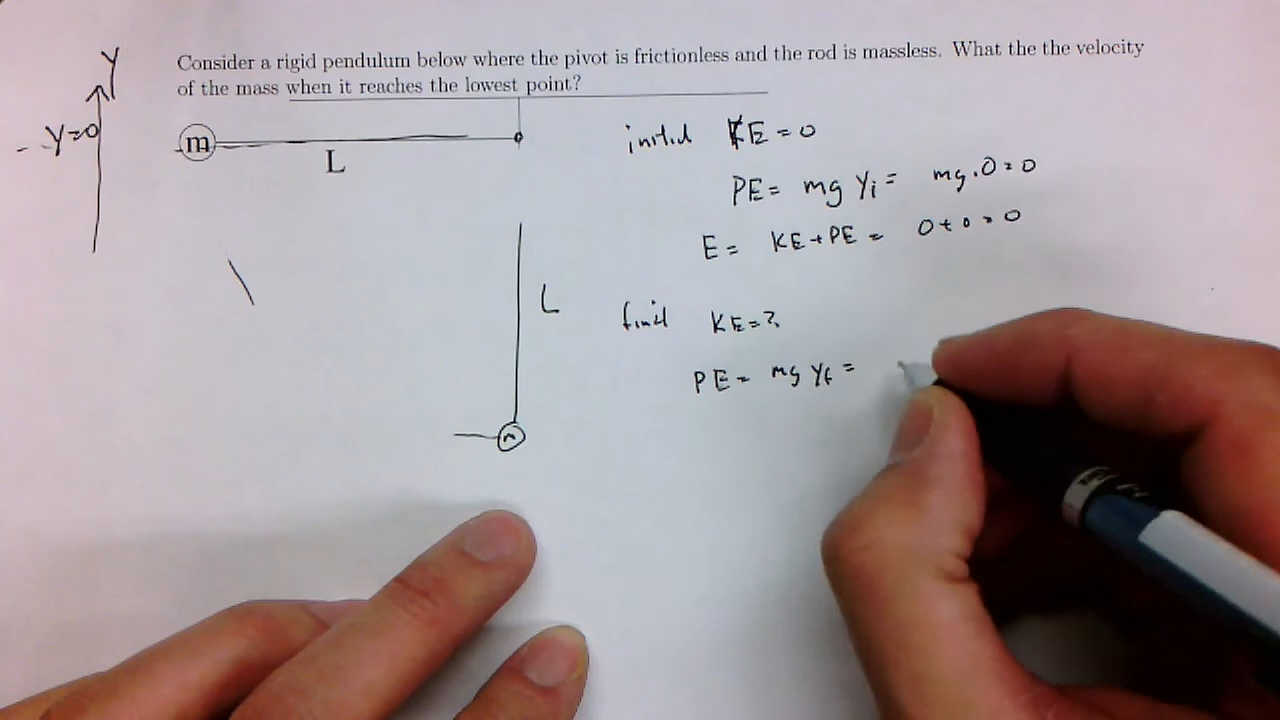 Consider a rigid pendulum below where the pivot is frictionless and the rod is massless. What the the velocity
of the mass when it reaches the lowest point?
Y
Y=0
m
L
initial KE = 0
PE = mg Yi = mg.0 = 0
E = KE + PE = 0 + 0 = 0
L
final KE = ?
PE = mg Yf =
m